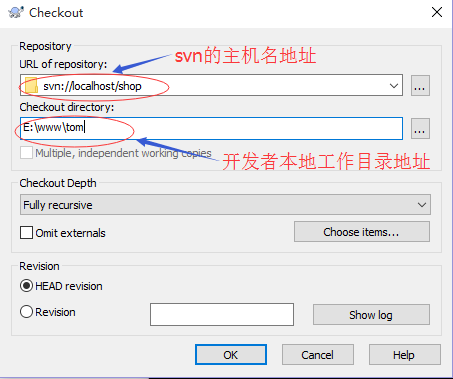 Checkout
Repository
svn的主机名地址
URL of repository:
svn://localhost/shop
...
Checkout directory:
E:\www\tom
...
Multiple, independent working copies
开发者本地工作目录地址
Checkout Depth
Fully recursive
Omit externals
Choose items...
Revision
HEAD revision
Revision
Show log
OK
Cancel
Help